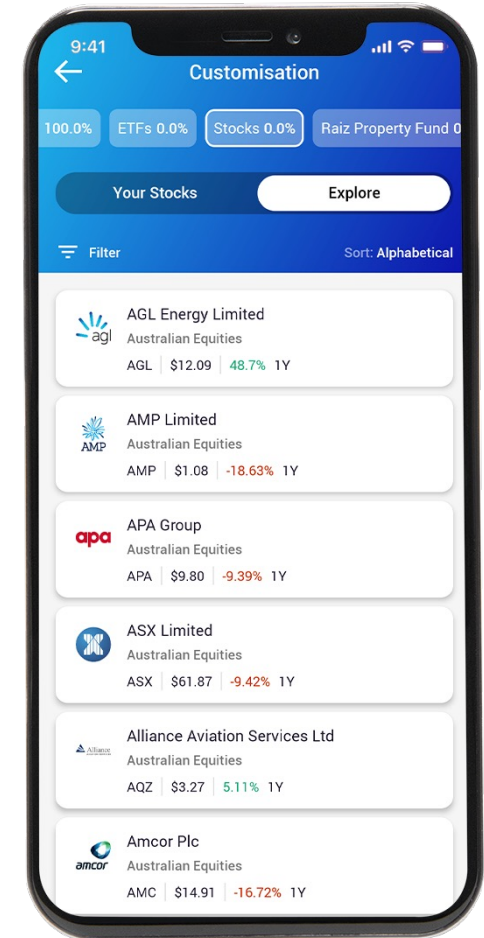 9:41
Customisation
100.0% ETFs 0.0% Stocks 0.0% Raiz Property Fund 0
Your Stocks Explore
Filter Sort: Alphabetical
agl AGL Energy Limited
Australian Equities
AGL $12.09 48.7% 1Y
AMP Limited
Australian Equities
AMP AMP $1.08 -18.63% 1Y
APA Group
apa Australian Equities
APA $9.80 -9.39% 1Y
ASX Limited
Australian Equities
ASX $61.87 -9.42% 1Y
Alliance Aviation Services Ltd
Alliance Australian Equities
AQZ $3.27 5.11% 1Y
Amcor Plc
amcor Australian Equities
AMC $14.91 -16.72% 1Y